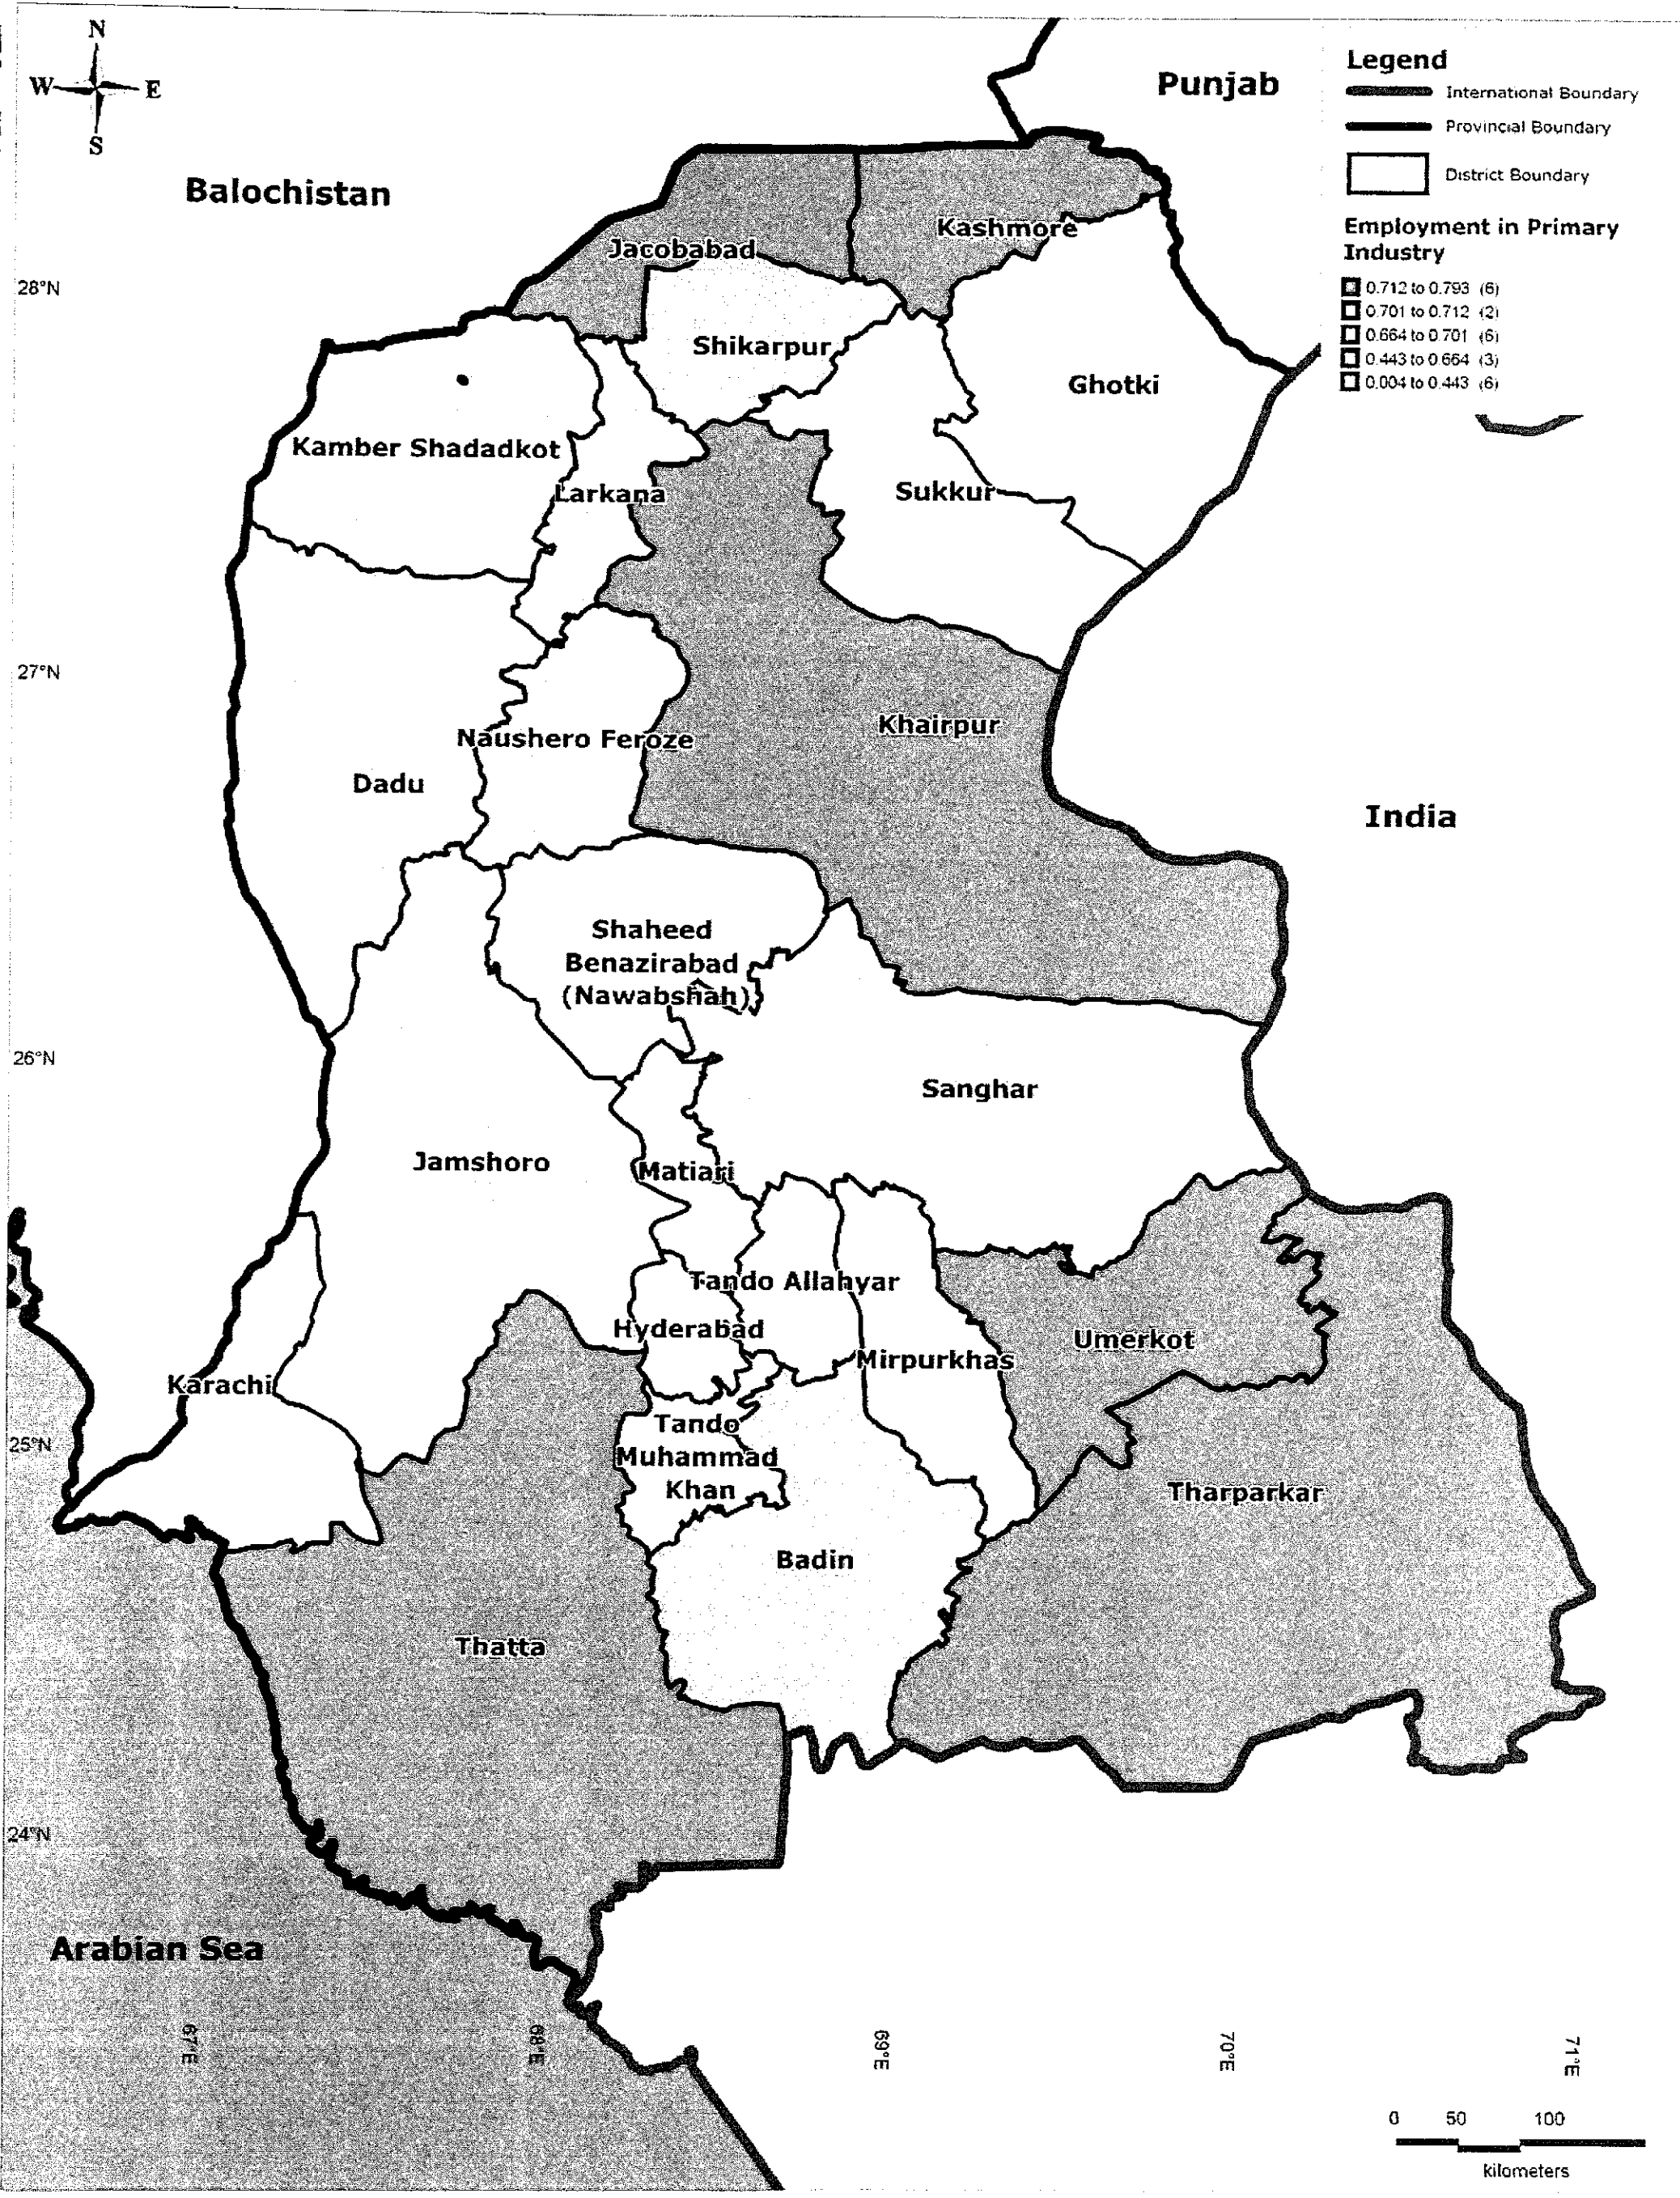 N
W E
S
Punjab
Legend
International Boundary
Provincial Boundary
District Boundary
Employment in Primary
Industry
0.712 to 0.793 (6)
0.701 to 0.712 (2)
0.664 to 0.701 (6)
0.443 to 0.664 (3)
0.004 to 0.443 (6)
Balochistan
Kashmore
Jacobabad
28°N
Shikarpur
Ghotki
Kamber Shadadkot
Larkana
Sukkur
27°N
Khairpur
Naushero Feroze
Dadu
India
Shaheed
Benazirabad
(Nawabshah)
26°N
Sanghar
Jamshoro
Matiari
Tando Allahyar
Hyderabad
Umerkot
Mirpurkhas
Karachi
25°N
Tando
Muhammad
Khan
Tharparkar
Badin
Thatta
24°N
Arabian Sea
67°E
68°E
69°E
70°E
71°E
0 50 100
kilometers